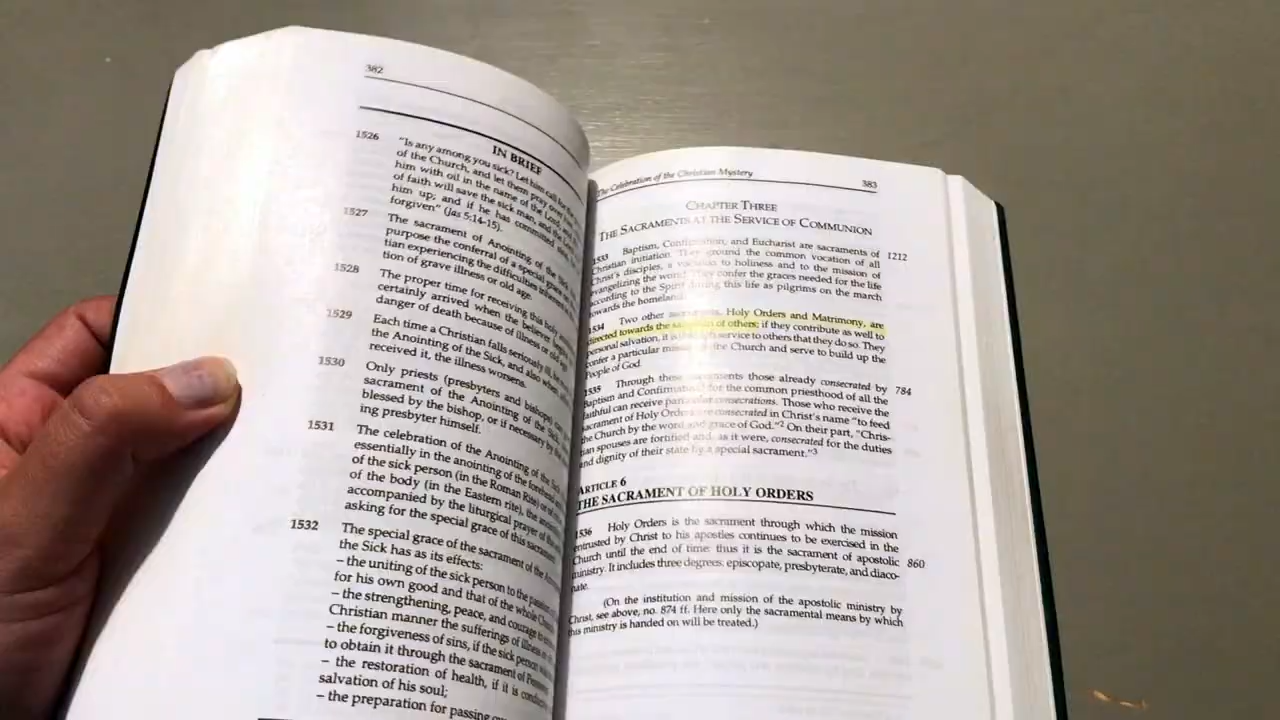 382
IN BRIEF
1526 "Is any among you sick? Let him call for the
of the Church, and let them pray over
him with oil in the name of the Lord; and the
of faith will save the sick man, and the Lord
him up; and if he has committed sins,
forgiven" (Jas 5:14-15).
1527 The sacrament of Anointing of the Sick
purpose the conferral of a special grace on
tian experiencing the difficulties inherent
tion of grave illness or old age.
1528 The proper time for receiving this holy
certainly arrived when the believer
danger of death because of illness or old age.
1529 Each time a Christian falls seriously ill,
the Anointing of the Sick, and also when
received it, the illness worsens.
1530 Only priests (presbyters and bishops) can
sacrament of the Anointing of the Sick,
blessed by the bishop, or if necessary by the
ing presbyter himself.
1531 The celebration of the Anointing of the Sick
essentially in the anointing of the forehead
of the sick person (in the Roman Rite) or of
of the body (in the Eastern rite), the anointing
accompanied by the liturgical prayer of the
asking for the special grace of this sacrament.
1532 The special grace of the sacrament of the
the Sick has as its effects:
– the uniting of the sick person to the passion
for his own good and that of the whole Church;
– the strengthening, peace, and courage to
Christian manner the sufferings of illness
– the forgiveness of sins, if the sick person
to obtain it through the sacrament of Penance;
– the restoration of health, if it is
salvation of his soul;
– the preparation for passing
The Celebration of the Christian Mystery 383
CHAPTER THREE
THE SACRAMENTS AT THE SERVICE OF COMMUNION
1533 Baptism, Confirmation, and Eucharist are sacraments of 1212
Christian initiation. They ground the common vocation of all
Christ's disciples, a vocation to holiness and to the mission of
evangelizing the world. They confer the graces needed for the life
according to the Spirit during this life as pilgrims on the march
towards the homeland.
1534 Two other sacraments, Holy Orders and Matrimony, are
directed towards the salvation of others; if they contribute as well to
personal salvation, it is through service to others that they do so. They
confer a particular mission in the Church and serve to build up the
People of God.
1535 Through these sacraments those already consecrated by 784
Baptism and Confirmation for the common priesthood of all the
faithful can receive particular consecrations. Those who receive the
sacrament of Holy Orders are consecrated in Christ's name "to feed
the Church by the word and grace of God."2 On their part, "Chris-
tian spouses are fortified and, as it were, consecrated for the duties
and dignity of their state by a special sacrament."3
ARTICLE 6
THE SACRAMENT OF HOLY ORDERS
1536 Holy Orders is the sacrament through which the mission
entrusted by Christ to his apostles continues to be exercised in the
Church until the end of time: thus it is the sacrament of apostolic 860
ministry. It includes three degrees: episcopate, presbyterate, and diaco-
nate.
(On the institution and mission of the apostolic ministry by
Christ, see above, no. 874 ff. Here only the sacramental means by which
this ministry is handed on will be treated.)